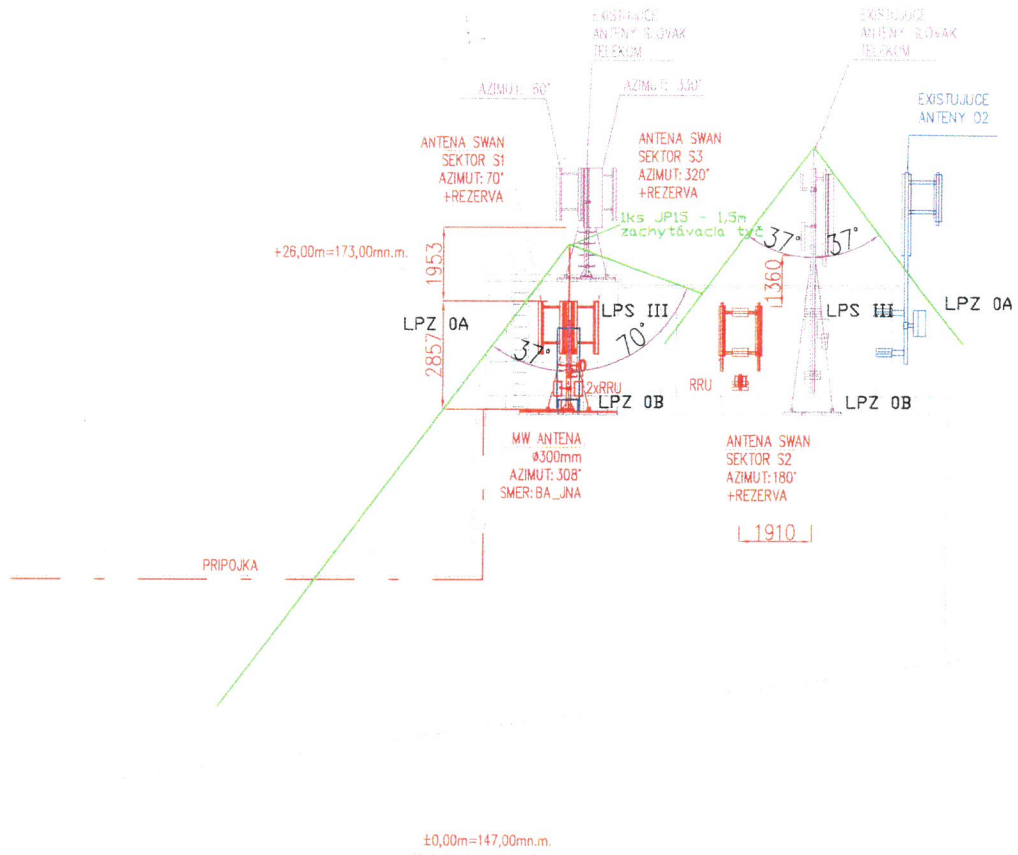 EXISTUJUCE
ANTENY SLOVAK
TELEKOM
EXISTUJUCE
ANTENY SLOVAK
TELEKOM
AZIMUT: 60°
AZIMUT: 330°
EXISTUJUCE
ANTENY O2
ANTENA SWAN
SEKTOR S1
AZIMUT: 70°
+REZERVA
ANTENA SWAN
SEKTOR S3
AZIMUT: 320°
+REZERVA
1ks JP15 - 1,5m
zachytávacia tyč
+26,00m=173,00mn.m.
1953
37°
37°
1360
LPZ 0A
LPS III
LPS III
LPZ 0A
2857
37°
70°
2xRRU
RRU
LPZ 0B
LPZ 0B
MW ANTENA
ø300mm
AZIMUT: 308°
SMER: BA_JNA
ANTENA SWAN
SEKTOR S2
AZIMUT: 180°
+REZERVA
1910
PRIPOJKA
±0,00m=147,00mn.m.